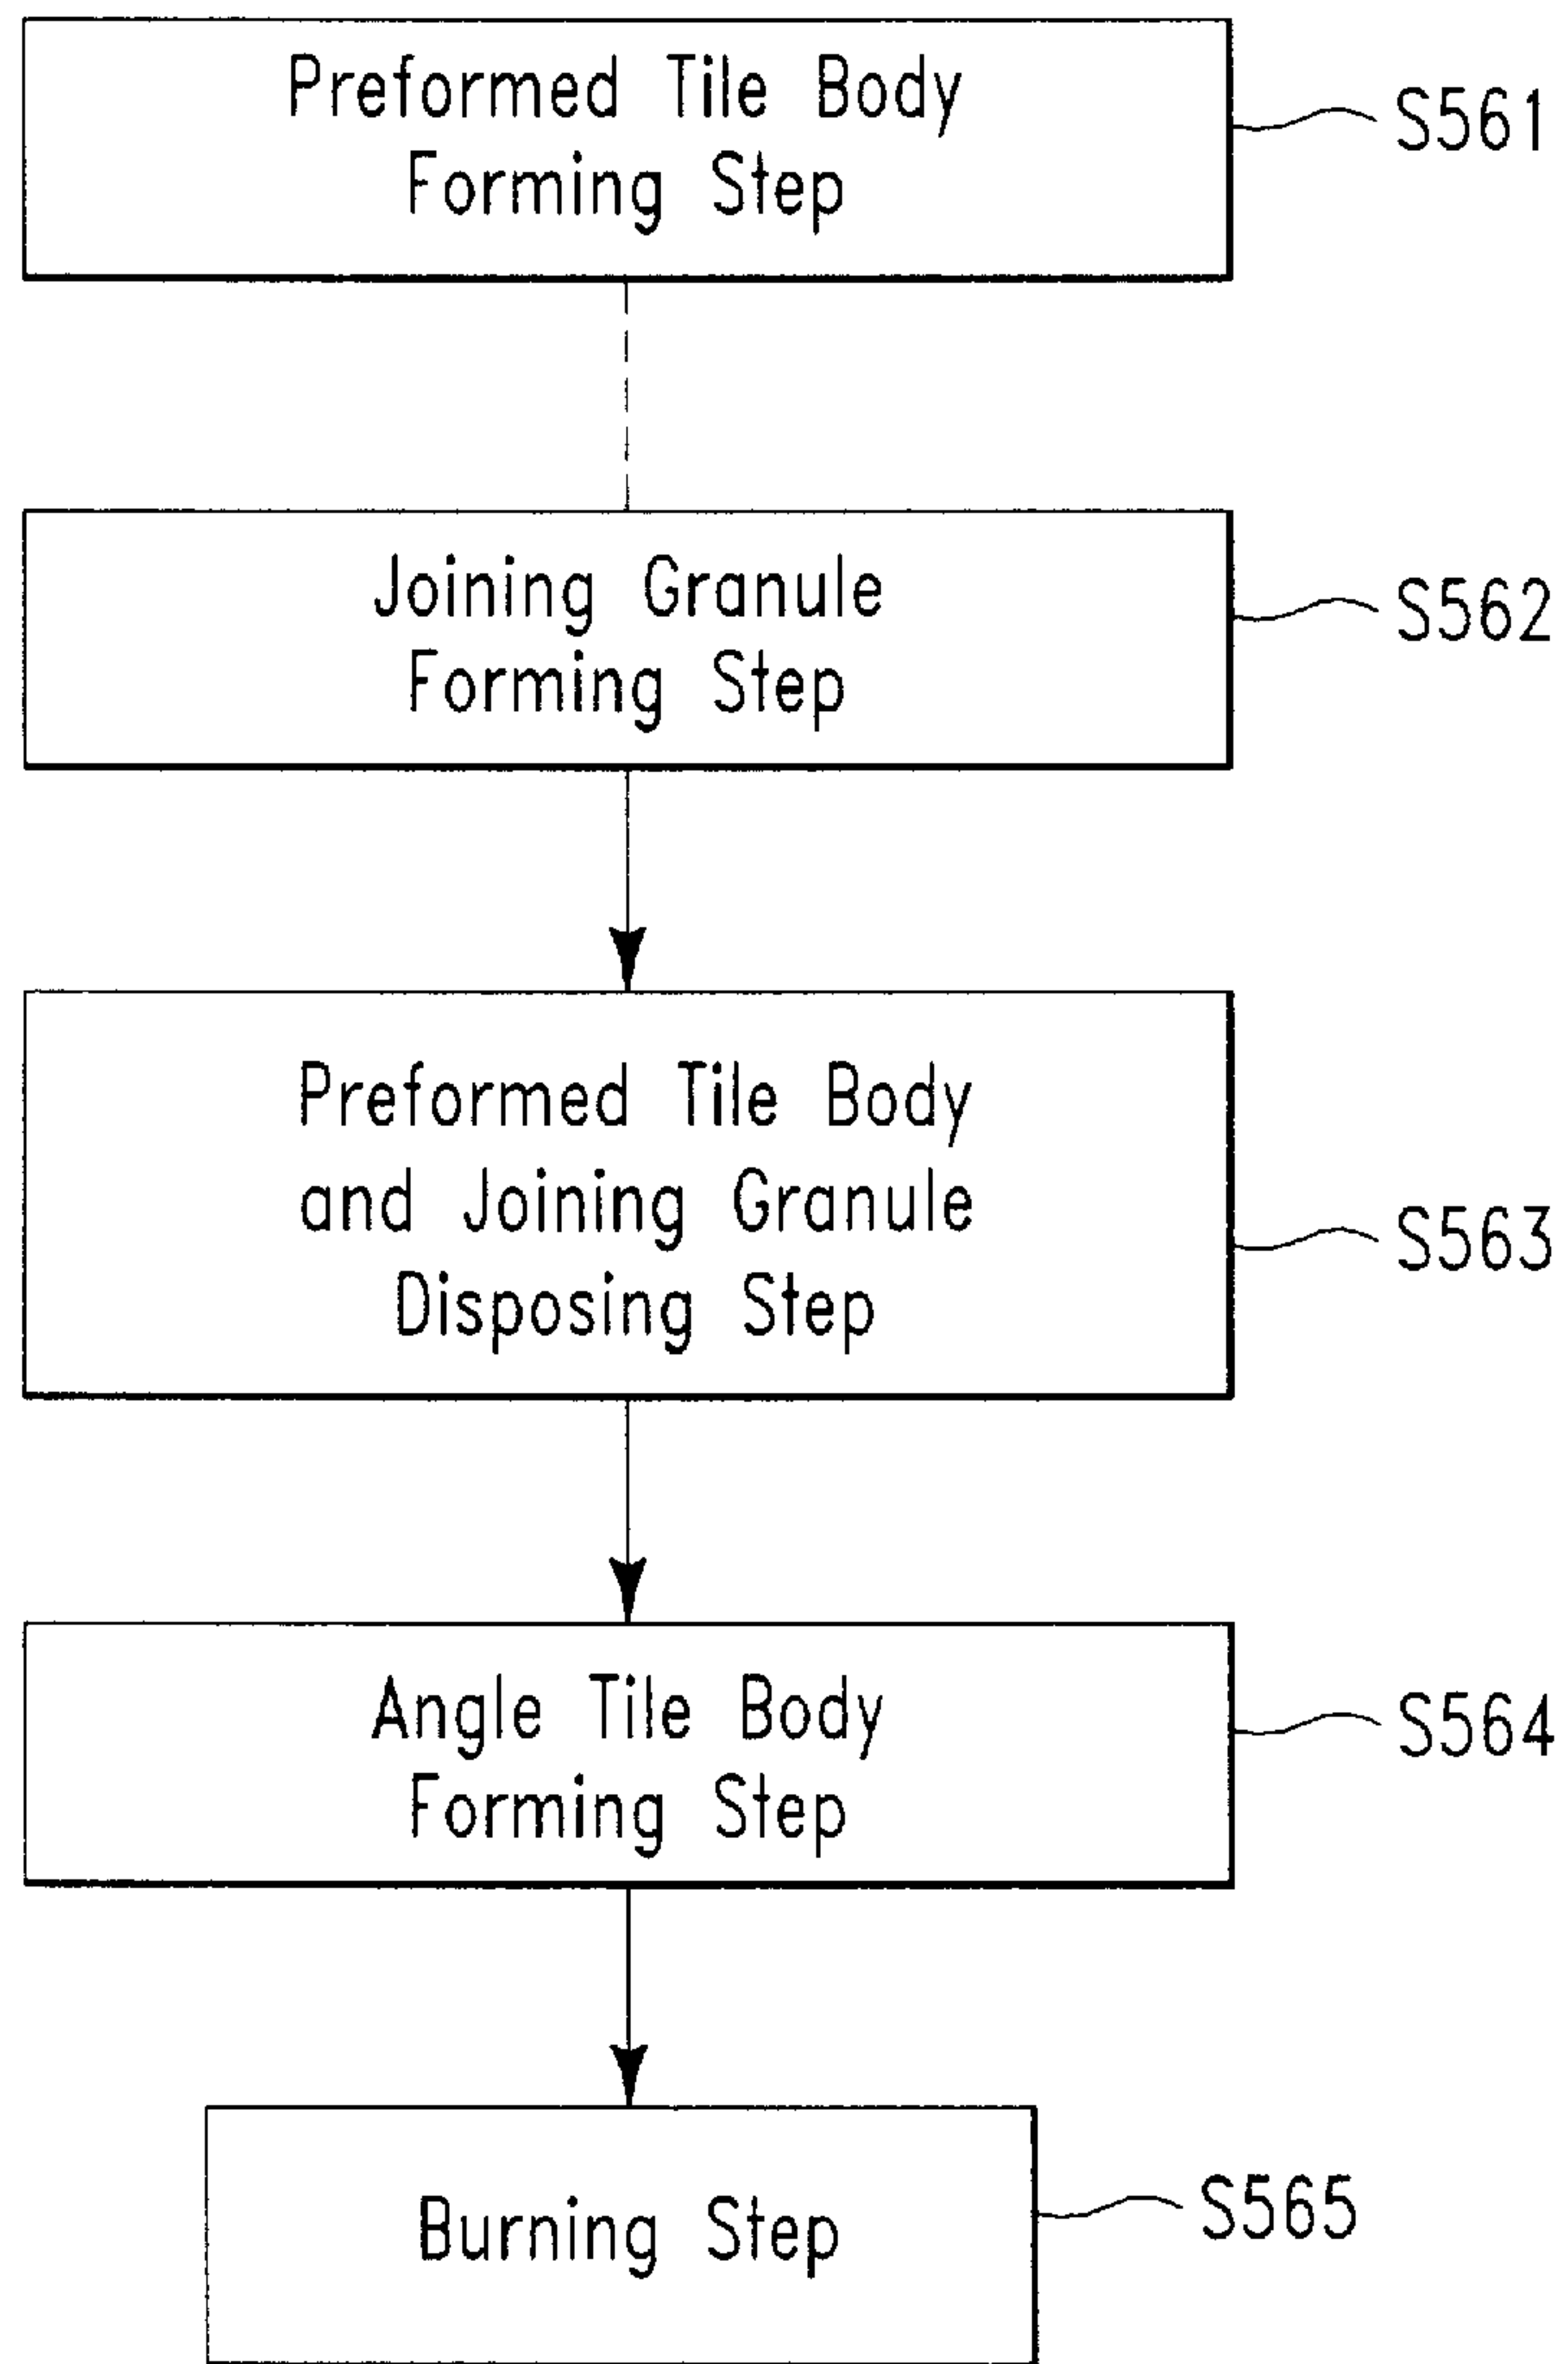 Preformed Tile Body
Forming Step
S561
Joining Granule
Forming Step
S562
Preformed Tile Body
and Joining Granule
Disposing Step
S563
Angle Tile Body
Forming Step
S564
Burning Step
S565